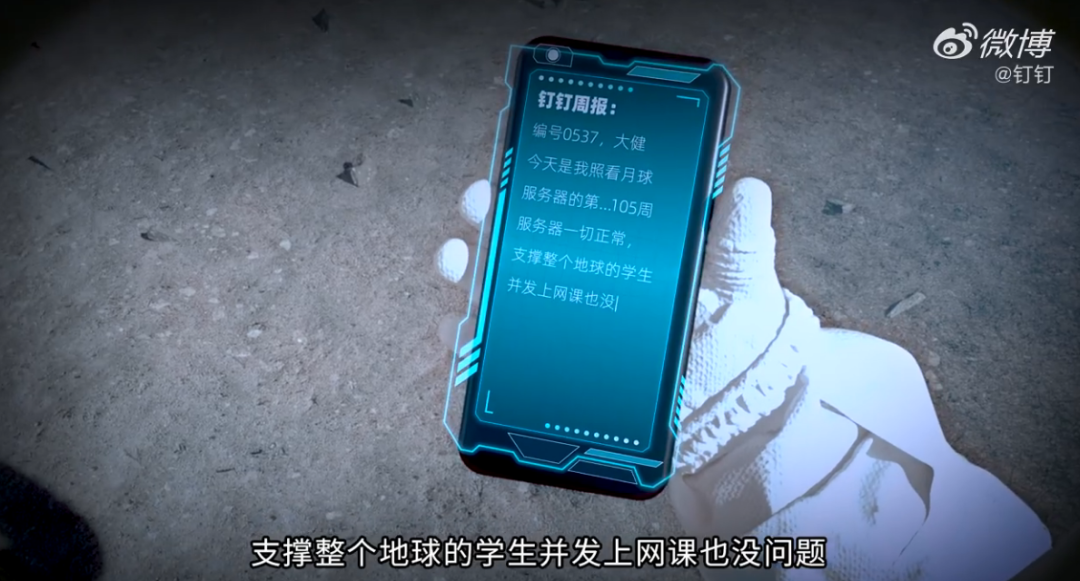 微博
@钉钉
钉钉周报：
编号0537，大健
今天是我照看月球
服务器的第...105周
服务器一切正常，
支撑整个地球的学生
并发上网课也没
支撑整个地球的学生并发上网课也没问题